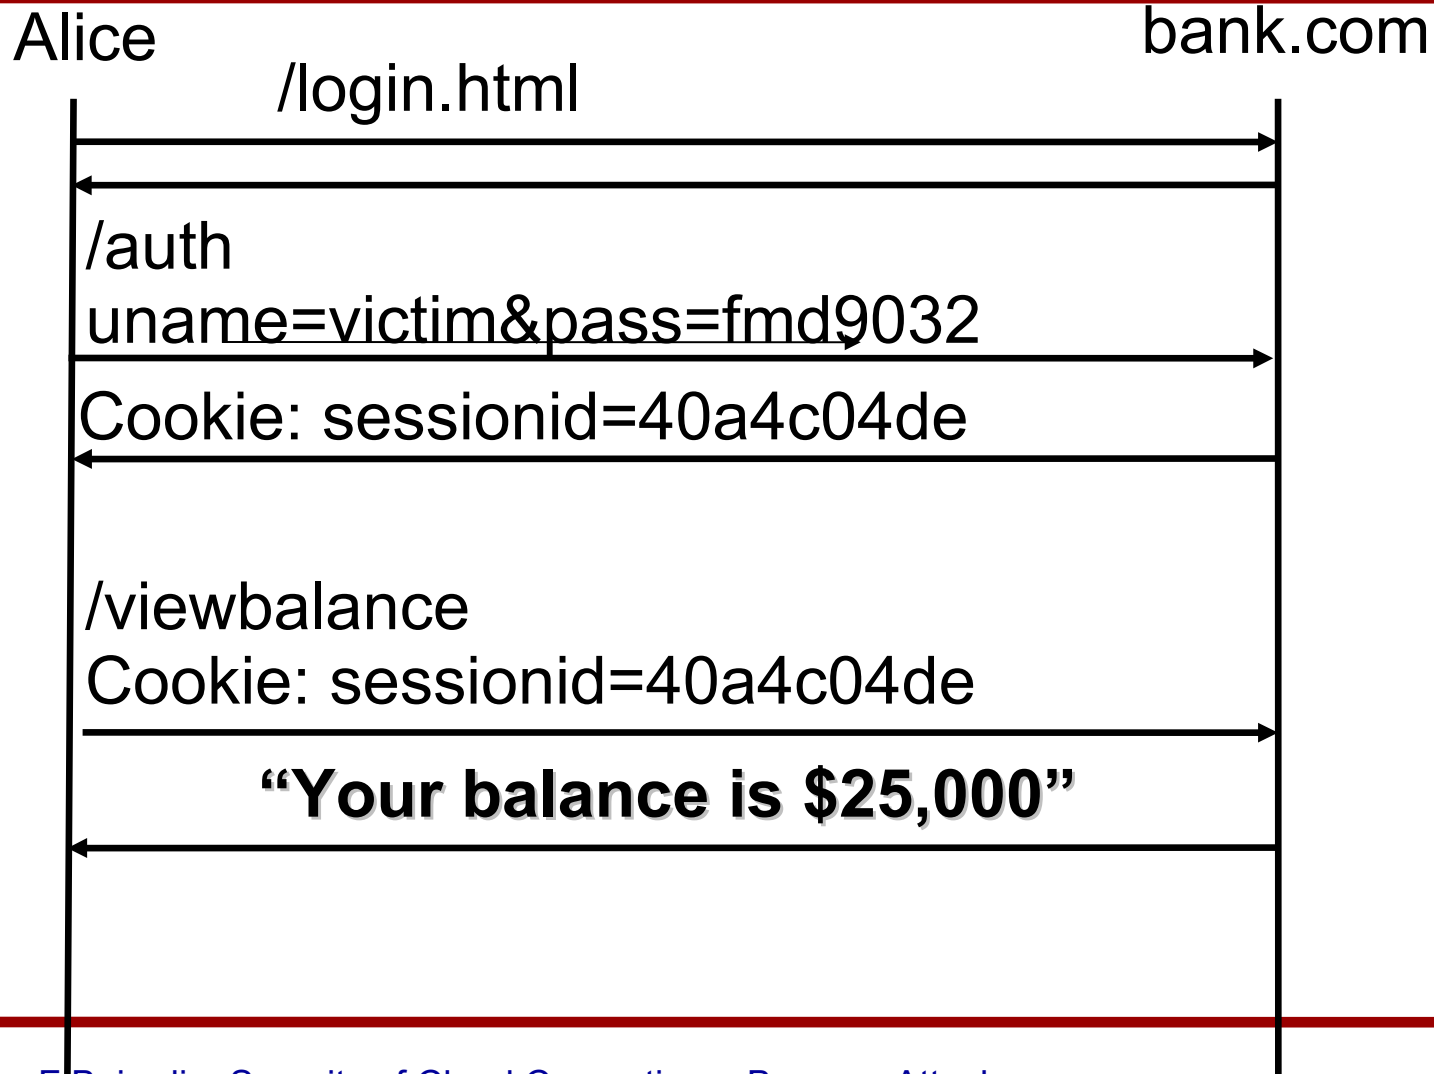 Alice
bank.com
/login.html
/auth
uname=victim&pass=fmd9032
Cookie: sessionid=40a4c04de
/viewbalance
Cookie: sessionid=40a4c04de
“Your balance is $25,000”